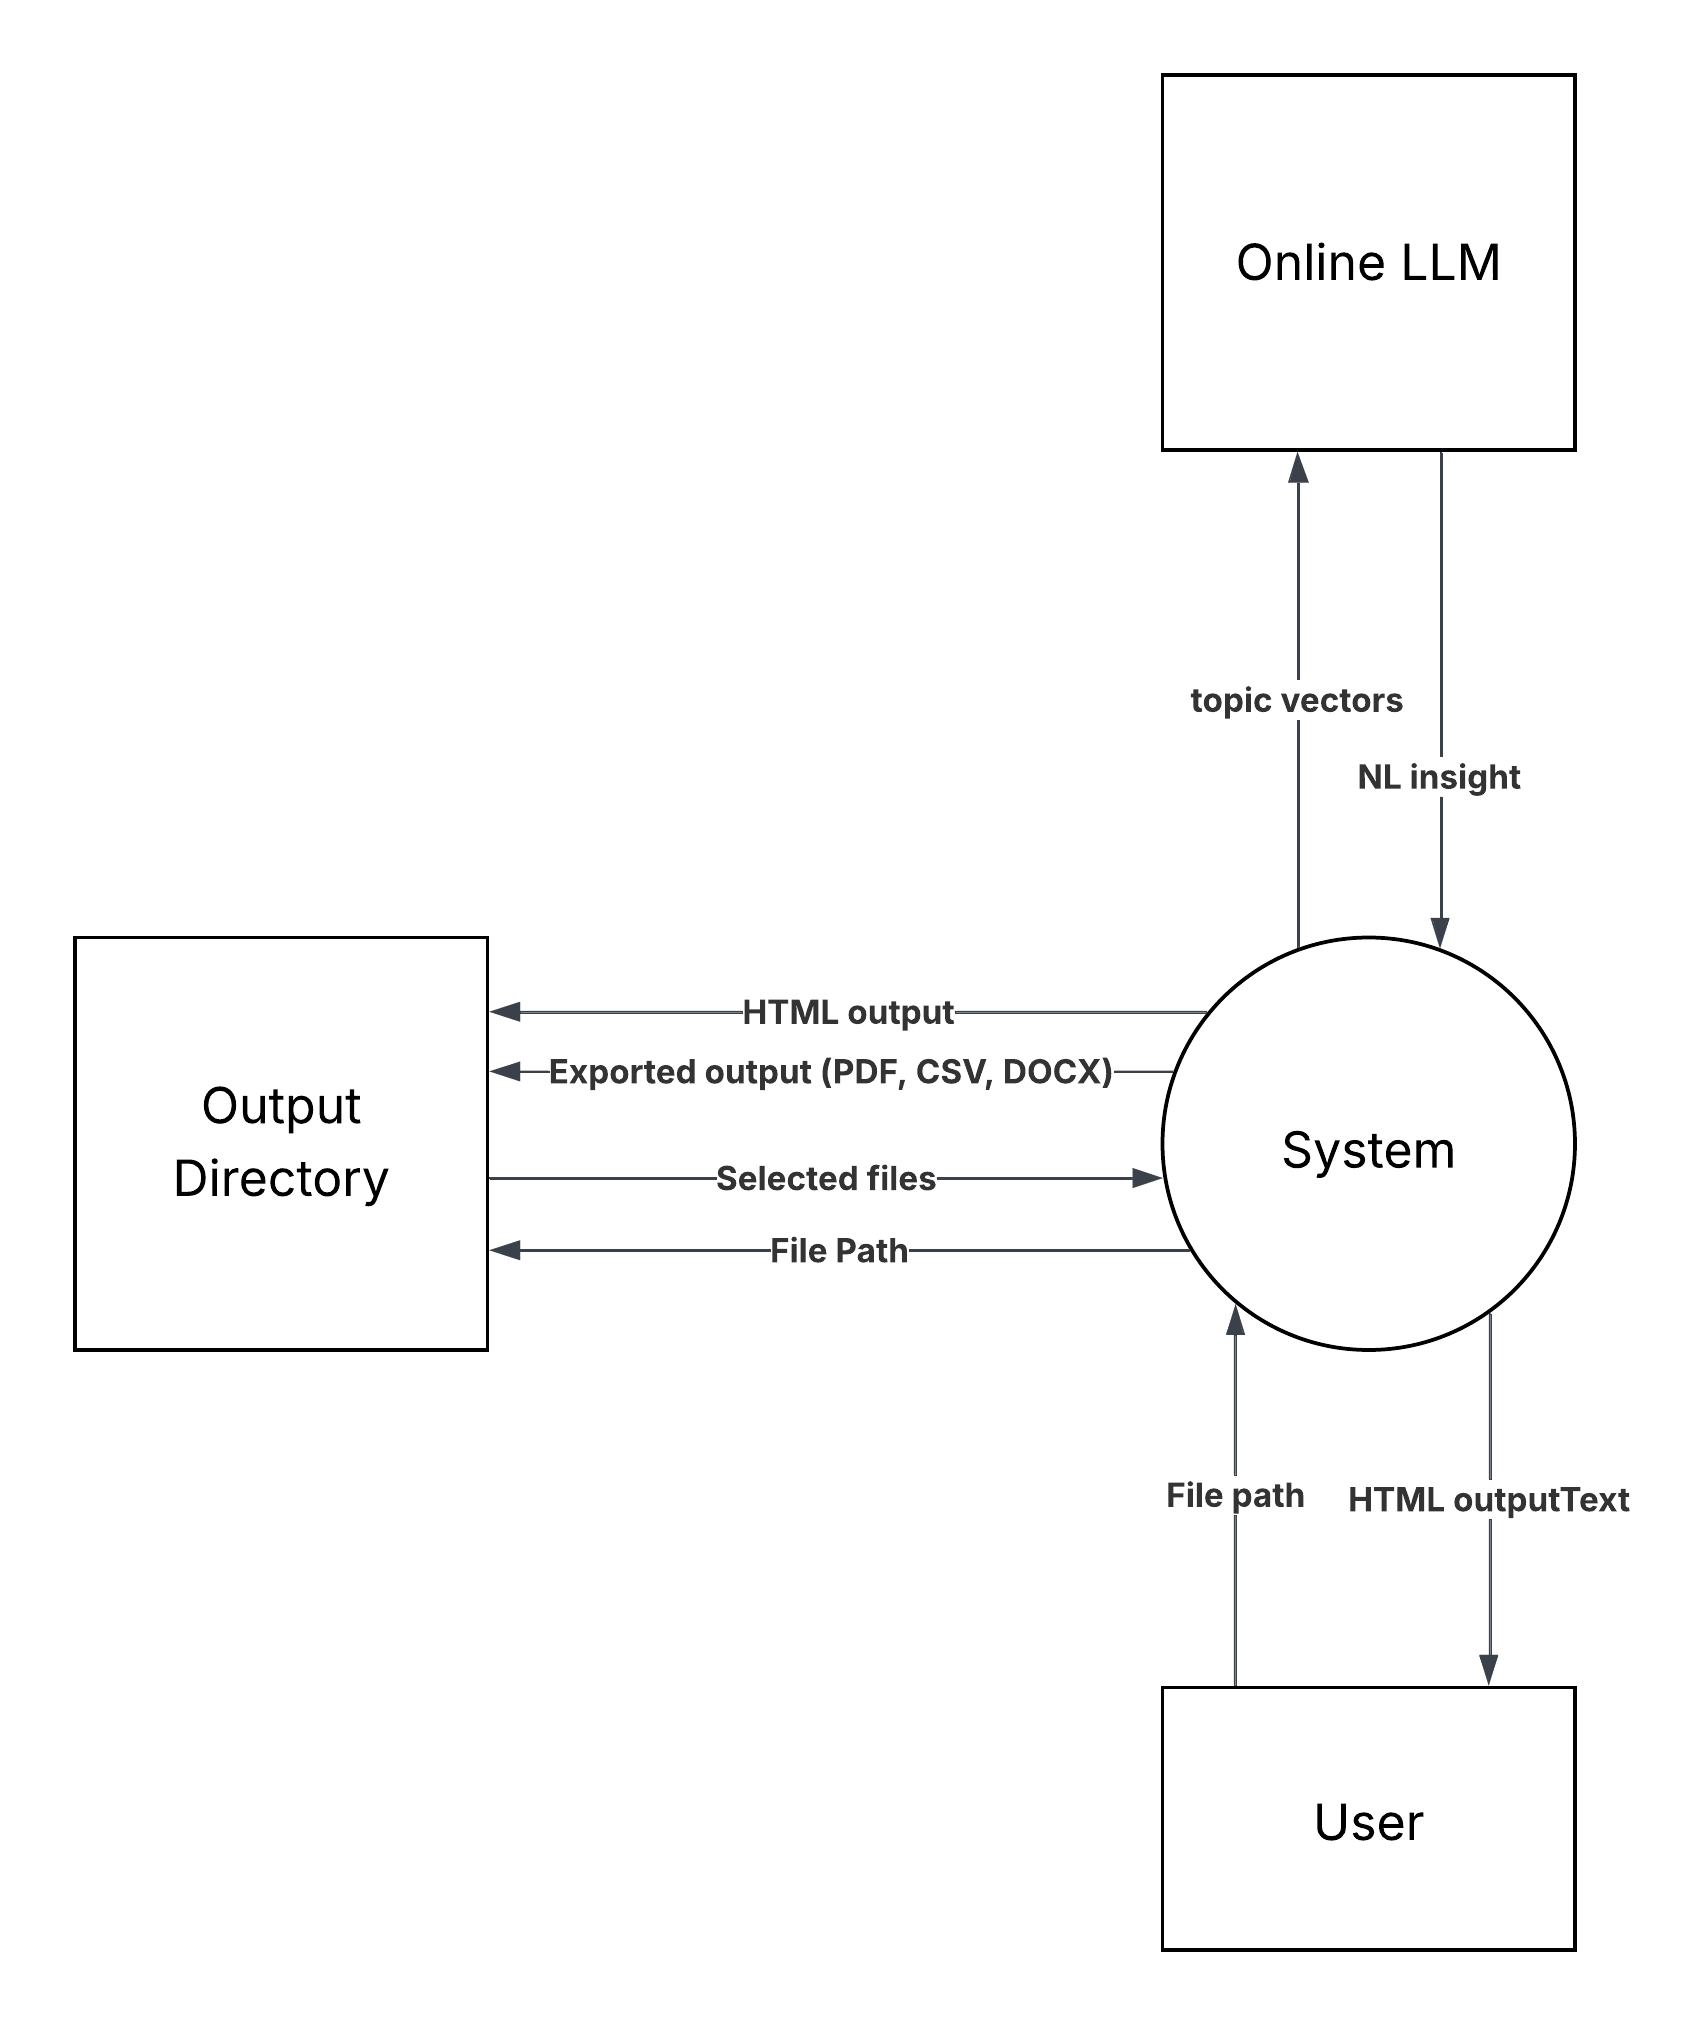 Online LLM
topic vectors
NL insight
HTML output
Exported output (PDF, CSV, DOCX)
Output
Directory
System
Selected files
File Path
File path
HTML outputText
User